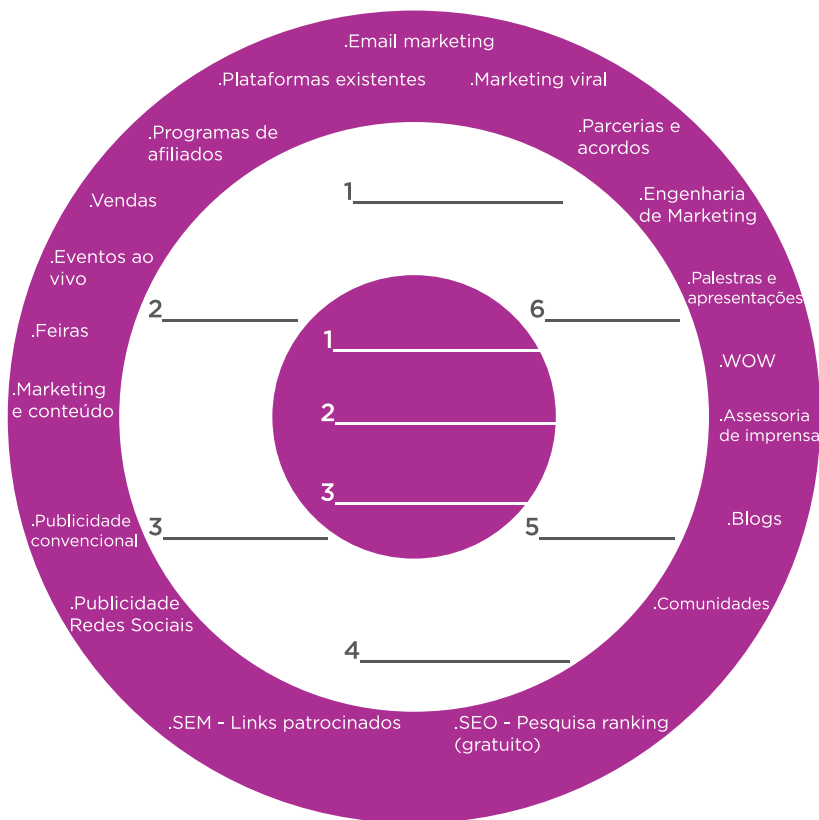 .Email marketing
.Plataformas existentes
.Marketing viral
.Programas de
afiliados
.Parcerias e
acordos
.Vendas
1
.Engenharia
de Marketing
.Eventos ao
vivo
.Palestras e
apresentações
2
6
.Feiras
1
.WOW
.Marketing
e conteúdo
2
.Assessoria
de imprensa
3
.Publicidade
convencional
3
5
.Blogs
.Publicidade
Redes Sociais
.Comunidades
4
.SEM - Links patrocinados
.SEO - Pesquisa ranking
(gratuito)